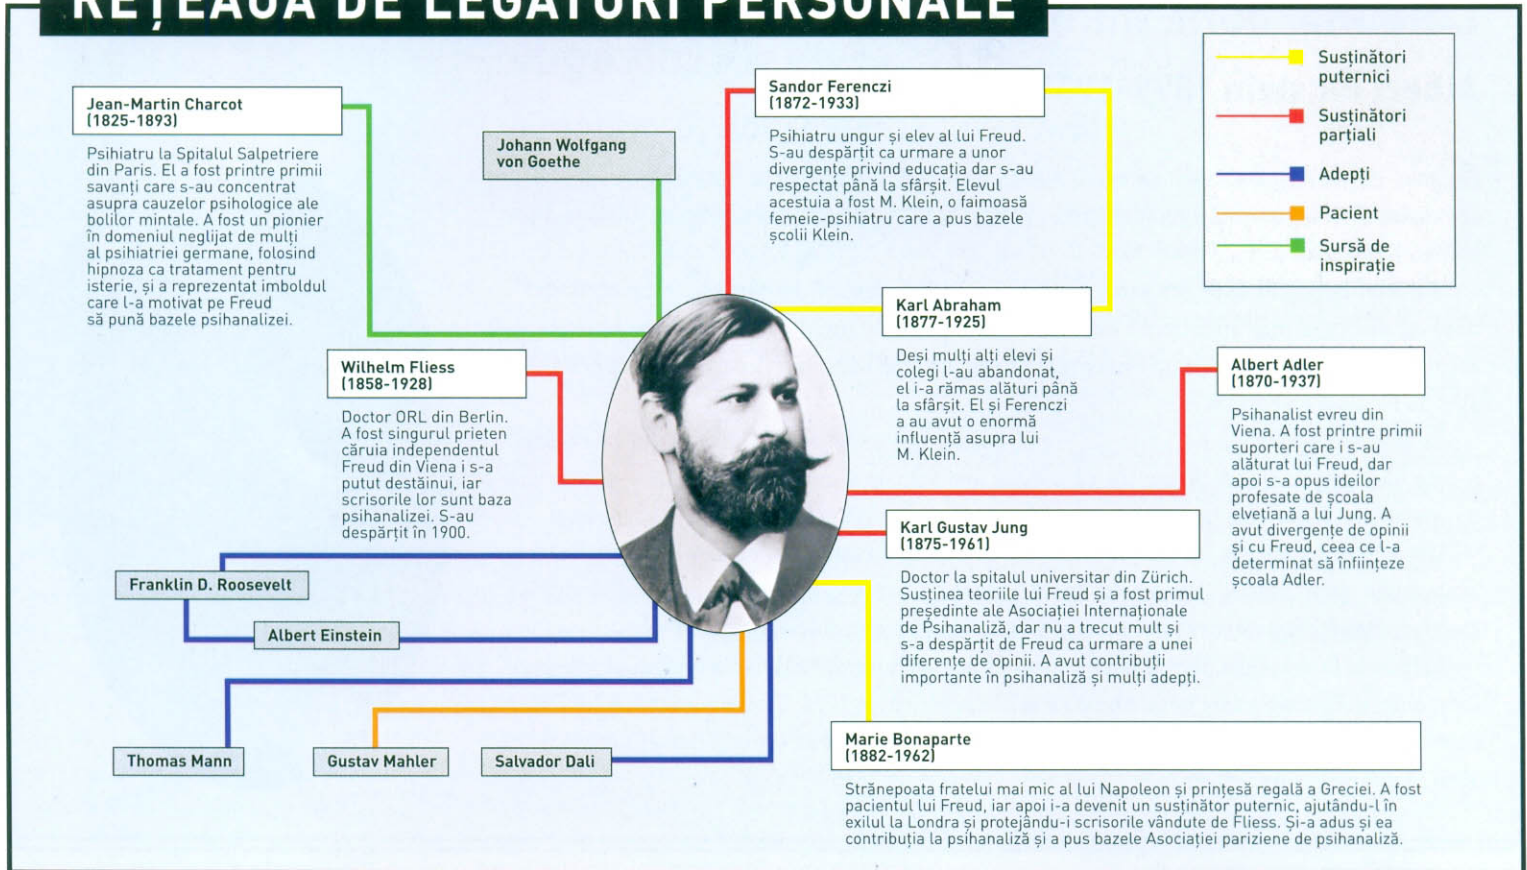 REȚEAUA DE LEGĂTURI PERSONALE
Jean-Martin Charcot
(1825-1893)
Psihiatru la Spitalul Salpetriere
din Paris. El a fost printre primii
savanți care s-au concentrat
asupra cauzelor psihologice ale
bolilor mintale. A fost un pionier
în domeniul neglijat de mulți
al psihiatriei germane, folosind
hipnoza ca tratament pentru
isterie, și a reprezentat imboldul
care l-a motivat pe Freud
să pună bazele psihanalizei.
Johann Wolfgang
von Goethe
Sandor Ferenczi
(1872-1933)
Psihiatru ungur și elev al lui Freud.
S-au despărțit ca urmare a unor
divergențe privind educația dar s-au
respectat până la sfârșit. Elevul
acestuia a fost M. Klein, o faimoasă
femeie-psihiatru care a pus bazele
școlii Klein.
Susținători
puternici
Susținători
parțiali
Adepți
Pacient
Sursă de
inspirație
Karl Abraham
(1877-1925)
Deși mulți alți elevi și
colegi l-au abandonat,
el i-a rămas alături până
la sfârșit. El și Ferenczi
a au avut o enormă
influență asupra lui
M. Klein.
Wilhelm Fliess
(1858-1928)
Doctor ORL din Berlin.
A fost singurul prieten
căruia independentul
Freud din Viena i s-a
putut destăinui, iar
scrisorile lor sunt baza
psihanalizei. S-au
despărțit în 1900.
Albert Adler
(1870-1937)
Psihanalist evreu din
Viena. A fost printre primii
suporteri care i s-au
alăturat lui Freud, dar
apoi s-a opus ideilor
profesate de școala
elvețiană a lui Jung. A
avut divergențe de opinii
și cu Freud, ceea ce l-a
determinat să înființeze
școala Adler.
Karl Gustav Jung
(1875-1961)
Doctor la spitalul universitar din Zürich.
Susținea teoriile lui Freud și a fost primul
președinte ale Asociației Internaționale
de Psihanaliză, dar nu a trecut mult și
s-a despărțit de Freud ca urmare a unei
diferențe de opinii. A avut contribuții
importante în psihanaliză și mulți adepți.
Franklin D. Roosevelt
Albert Einstein
Thomas Mann
Gustav Mahler
Salvador Dali
Marie Bonaparte
(1882-1962)
Strănepoata fratelui mai mic al lui Napoleon și prințesă regală a Greciei. A fost
pacientul lui Freud, iar apoi i-a devenit un susținător puternic, ajutându-l în
exilul la Londra și protejându-i scrisorile vândute de Fliess. Și-a adus și ea
contribuția la psihanaliză și a pus bazele Asociației pariziene de psihanaliză.